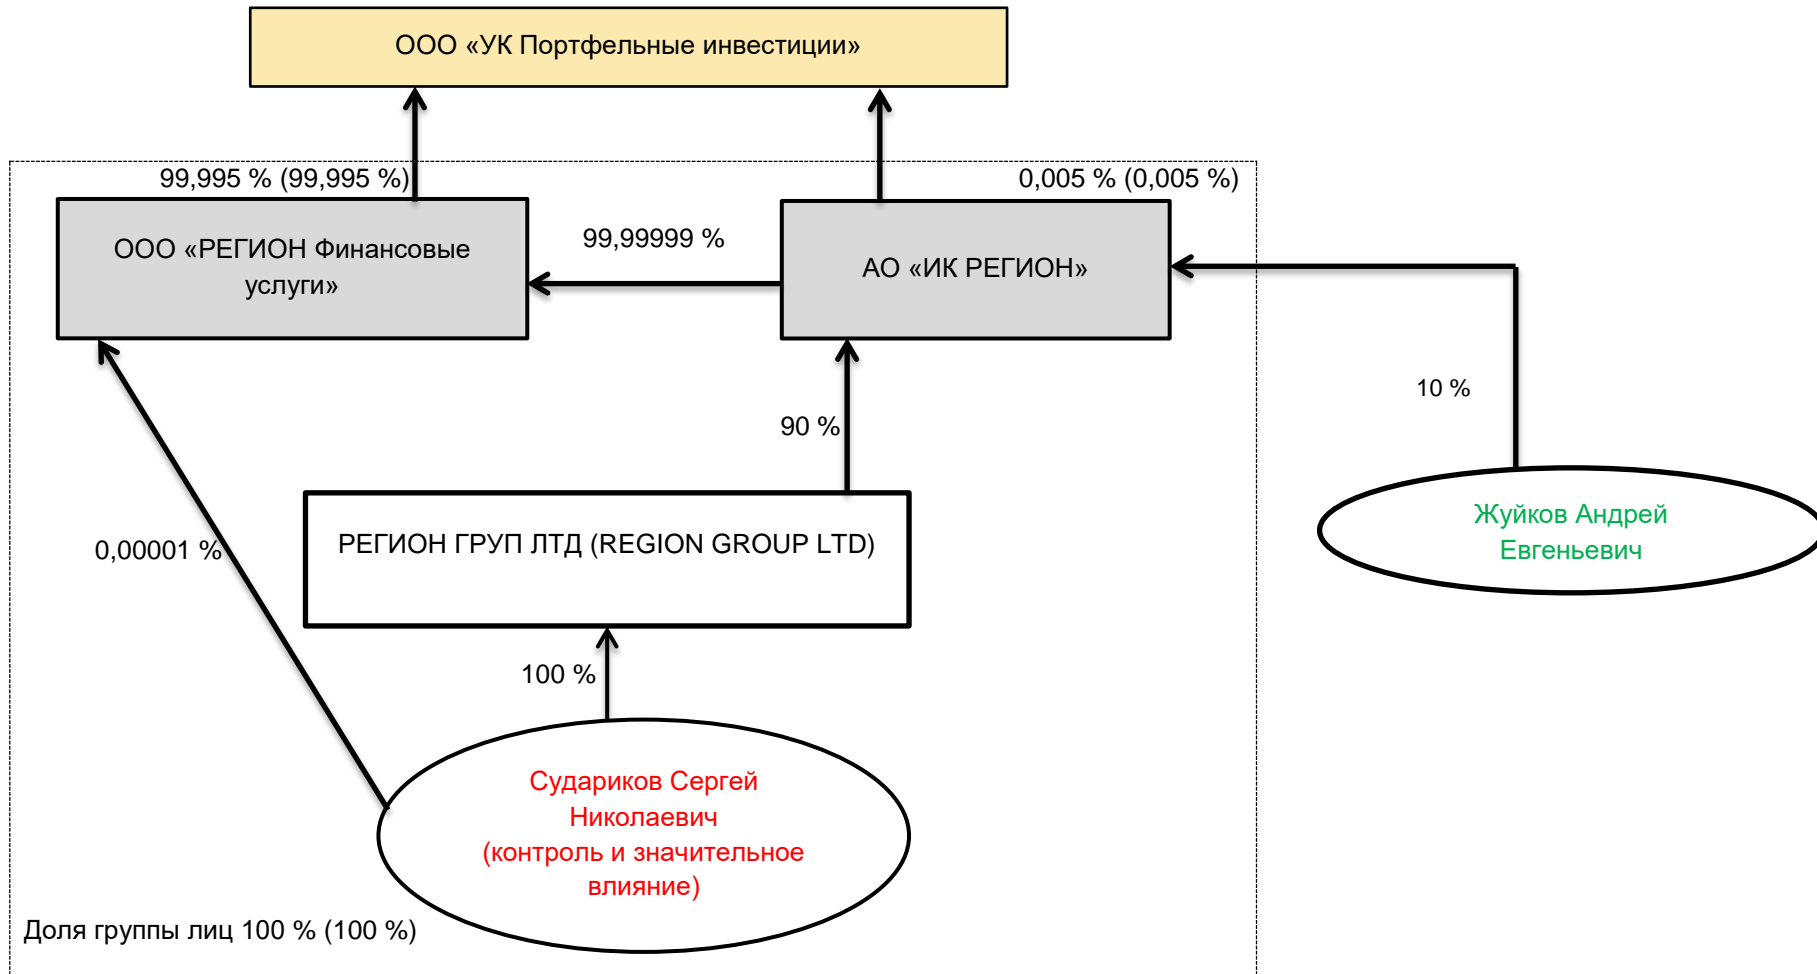 ООО «УК Портфельные инвестиции»
99,995 % (99,995 %)
0,005 % (0,005 %)
ООО «РЕГИОН Финансовые
услуги»
99,99999 %
АО «ИК РЕГИОН»
10 %
90 %
0,00001 %
РЕГИОН ГРУП ЛТД (REGION GROUP LTD)
Жуйков Андрей
Евгеньевич
100 %
Судариков Сергей
Николаевич
(контроль и значительное
влияние)
Доля группы лиц 100 % (100 %)